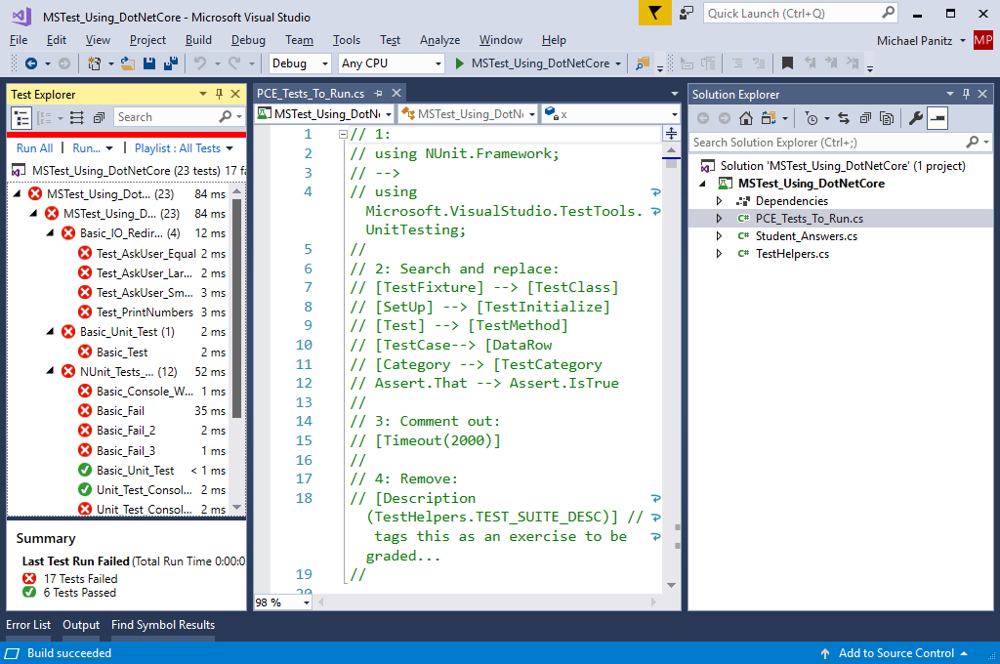 MSTest_Using_DotNetCore - Microsoft Visual Studio
Quick Launch (Ctrl+Q)
File Edit View Project Build Debug Team Tools Test Analyze Window Help
Michael Panitz MP
Debug Any CPU MSTest_Using_DotNetCore
Test Explorer
Search
Run All | Run... | Playlist : All Tests
MSTest_Using_DotNetCore (23 tests) 17 fa
MSTest_Using_Dot... (23) 84 ms
MSTest_Using_D... (23) 84 ms
Basic_IO_Redir... (4) 12 ms
Test_AskUser_Equal 2 ms
Test_AskUser_Lar... 2 ms
Test_AskUser_Sm... 3 ms
Test_PrintNumbers 3 ms
Basic_Unit_Test (1) 2 ms
Basic_Test 2 ms
NUnit_Tests_... (12) 52 ms
Basic_Console_W... 1 ms
Basic_Fail 35 ms
Basic_Fail_2 2 ms
Basic_Fail_3 1 ms
Basic_Unit_Test < 1 ms
Unit_Test_Consol... 2 ms
Unit_Test_Consol... 2 ms
Summary
Last Test Run Failed (Total Run Time 0:00:0
17 Tests Failed
6 Tests Passed
PCE_Tests_To_Run.cs
MSTest_Using_DotN MSTest_Using_DotN x
1 // 1:
2 // using NUnit.Framework;
3 // -->
4 // using
Microsoft.VisualStudio.TestTools.
UnitTesting;
5 //
6 // 2: Search and replace:
7 // [TestFixture] --> [TestClass]
8 // [SetUp] --> [TestInitialize]
9 // [Test] --> [TestMethod]
10 // [TestCase--> [DataRow
11 // [Category --> [TestCategory
12 // Assert.That --> Assert.IsTrue
13 //
14 // 3: Comment out:
15 // [Timeout(2000)]
16 //
17 // 4: Remove:
18 // [Description
(TestHelpers.TEST_SUITE_DESC)] //
tags this as an exercise to be
graded...
19 //
20
98 %
Solution Explorer
Search Solution Explorer (Ctrl+;)
Solution 'MSTest_Using_DotNetCore' (1 project)
MSTest_Using_DotNetCore
Dependencies
C# PCE_Tests_To_Run.cs
C# Student_Answers.cs
C# TestHelpers.cs
Error List Output Find Symbol Results
Build succeeded
Add to Source Control